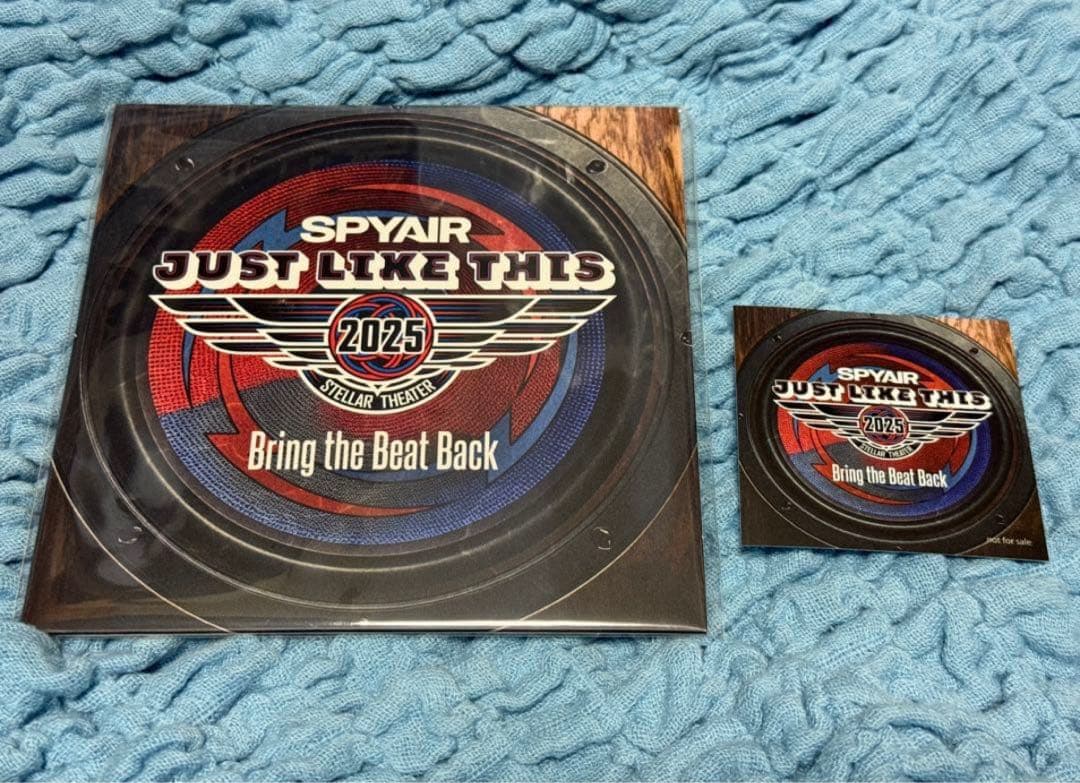 SPYAIR
JUST LIKE THIS
2025
STELLAR THEATER
Bring the Beat Back
SPYAIR
JUST LIKE THIS
2025
STELLAR THEATER
Bring the Beat Back
not for sale